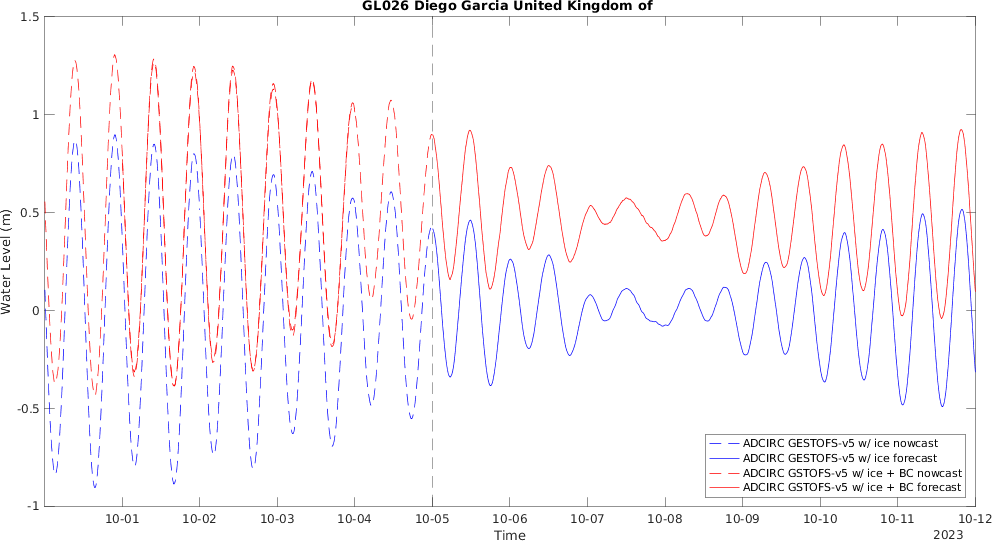 GL026 Diego Garcia United Kingdom of
Water Level (m)
1.5
1
0.5
0
-0.5
-1
10-01 10-02 10-03 10-04 10-05 10-06 10-07 10-08 10-09 10-10 10-11 10-12
Time
2023
ADCIRC GESTOFS-v5 w/ ice nowcast
ADCIRC GESTOFS-v5 w/ ice forecast
ADCIRC GSTOFS-v5 w/ ice + BC nowcast
ADCIRC GSTOFS-v5 w/ ice + BC forecast